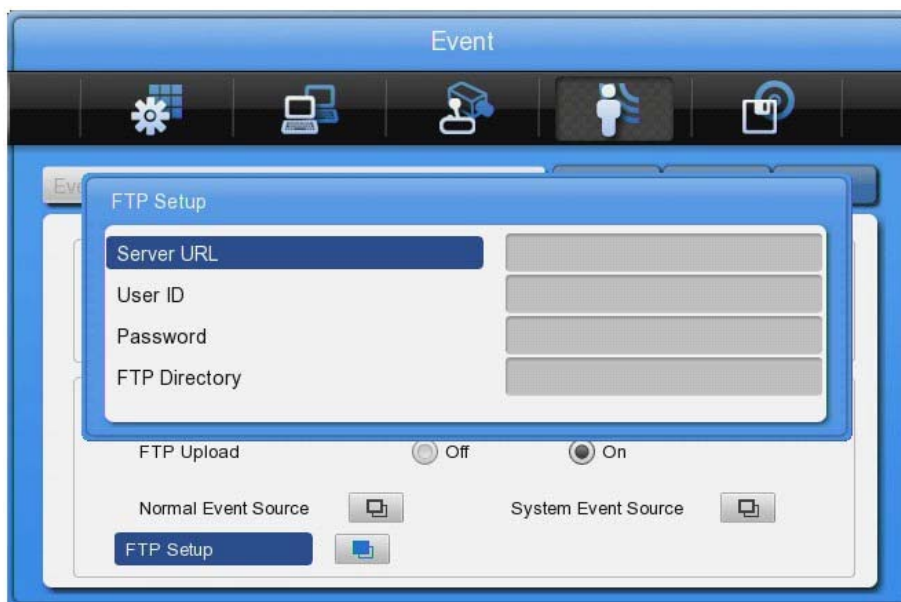 Event
FTP Setup
Server URL
User ID
Password
FTP Directory
FTP Upload Off On
Normal Event Source System Event Source
FTP Setup